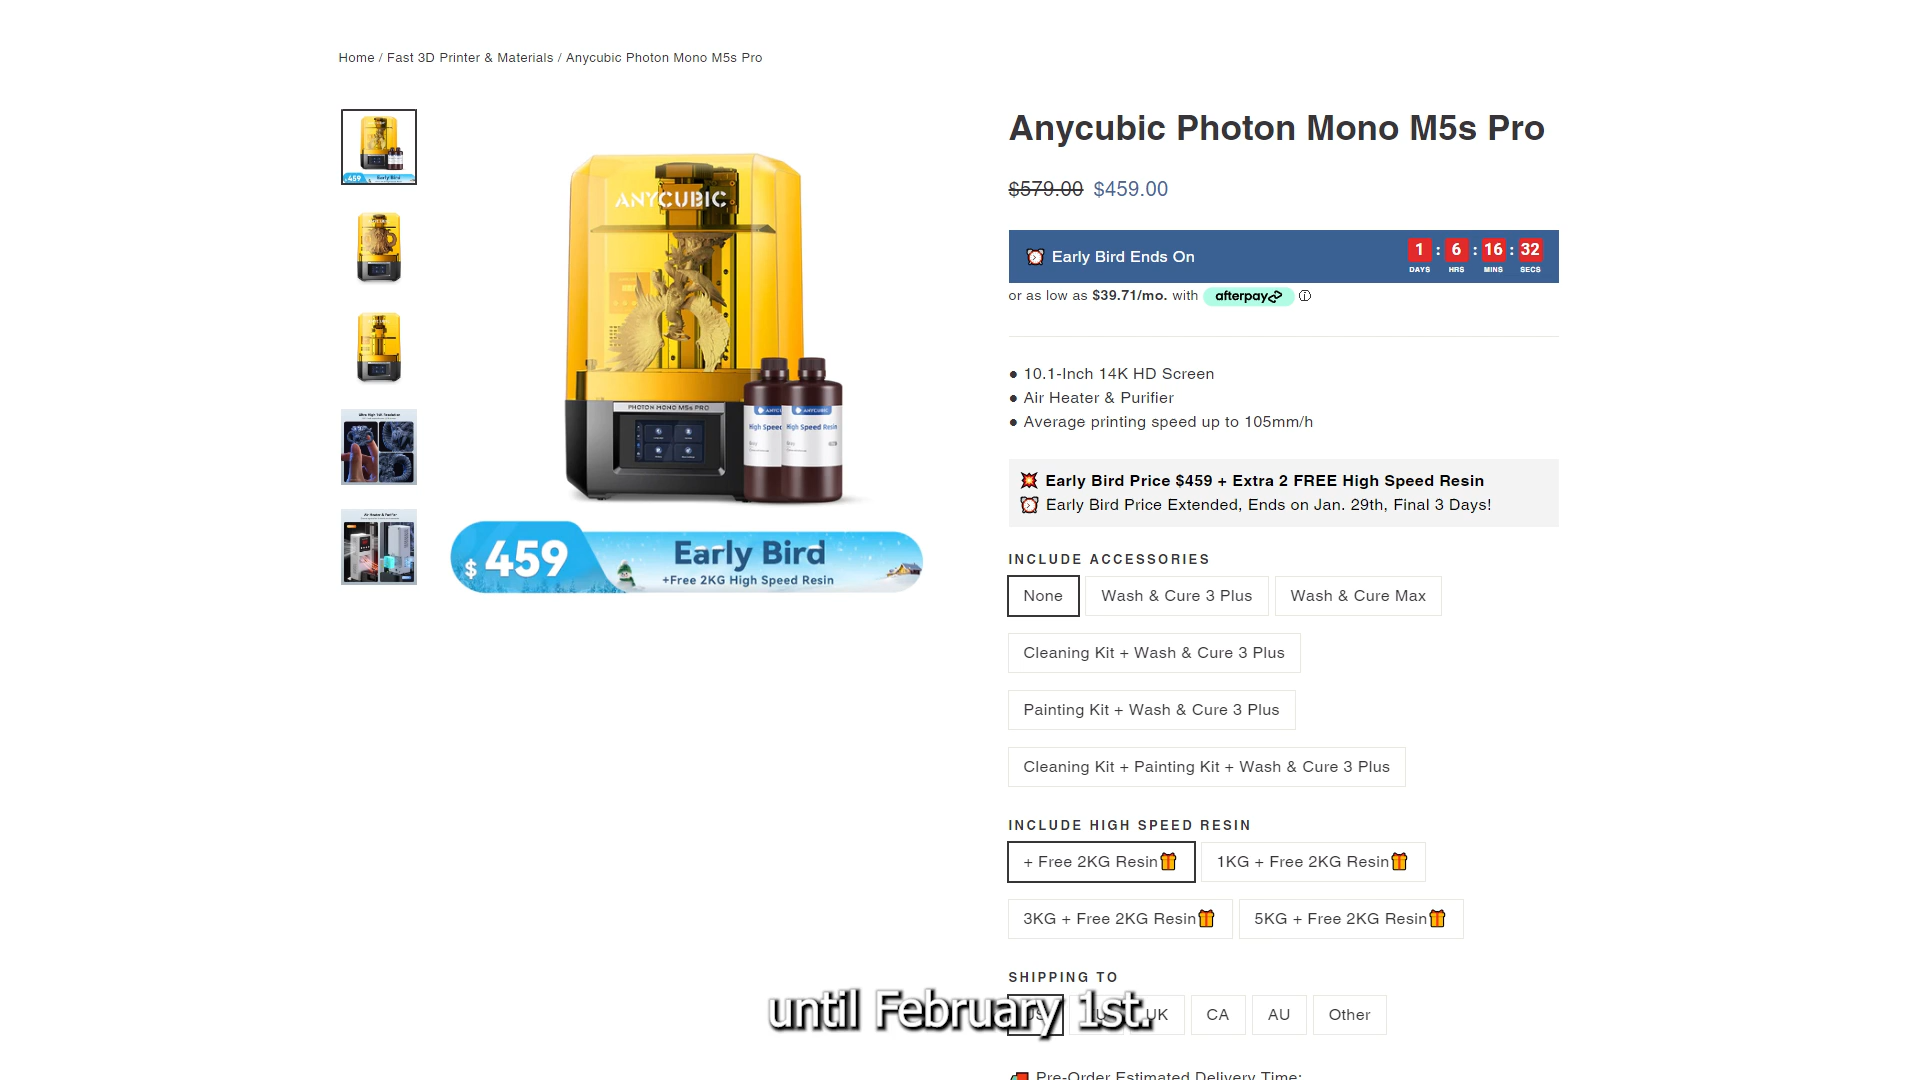 Home / Fast 3D Printer & Materials / Anycubic Photon Mono M5s Pro
ANYCUBIC
PHOTON MONO M5s PRO
ANYCUBIC
High Speed Resin
$ 459
Early Bird
+Free 2KG High Speed Resin
Anycubic Photon Mono M5s Pro
$579.00 $459.00
Early Bird Ends On
1 : 6 : 16 : 32
DAYS HRS MINS SECS
or as low as $39.71/mo. with afterpay
● 10.1-Inch 14K HD Screen
● Air Heater & Purifier
● Average printing speed up to 105mm/h
Early Bird Price $459 + Extra 2 FREE High Speed Resin
Early Bird Price Extended, Ends on Jan. 29th, Final 3 Days!
INCLUDE ACCESSORIES
None Wash & Cure 3 Plus Wash & Cure Max
Cleaning Kit + Wash & Cure 3 Plus
Painting Kit + Wash & Cure 3 Plus
Cleaning Kit + Painting Kit + Wash & Cure 3 Plus
INCLUDE HIGH SPEED RESIN
+ Free 2KG Resin🎁 1KG + Free 2KG Resin🎁
3KG + Free 2KG Resin🎁 5KG + Free 2KG Resin🎁
SHIPPING TO
UK CA AU Other
until February 1st.
Pre-Order Estimated Delivery Time: